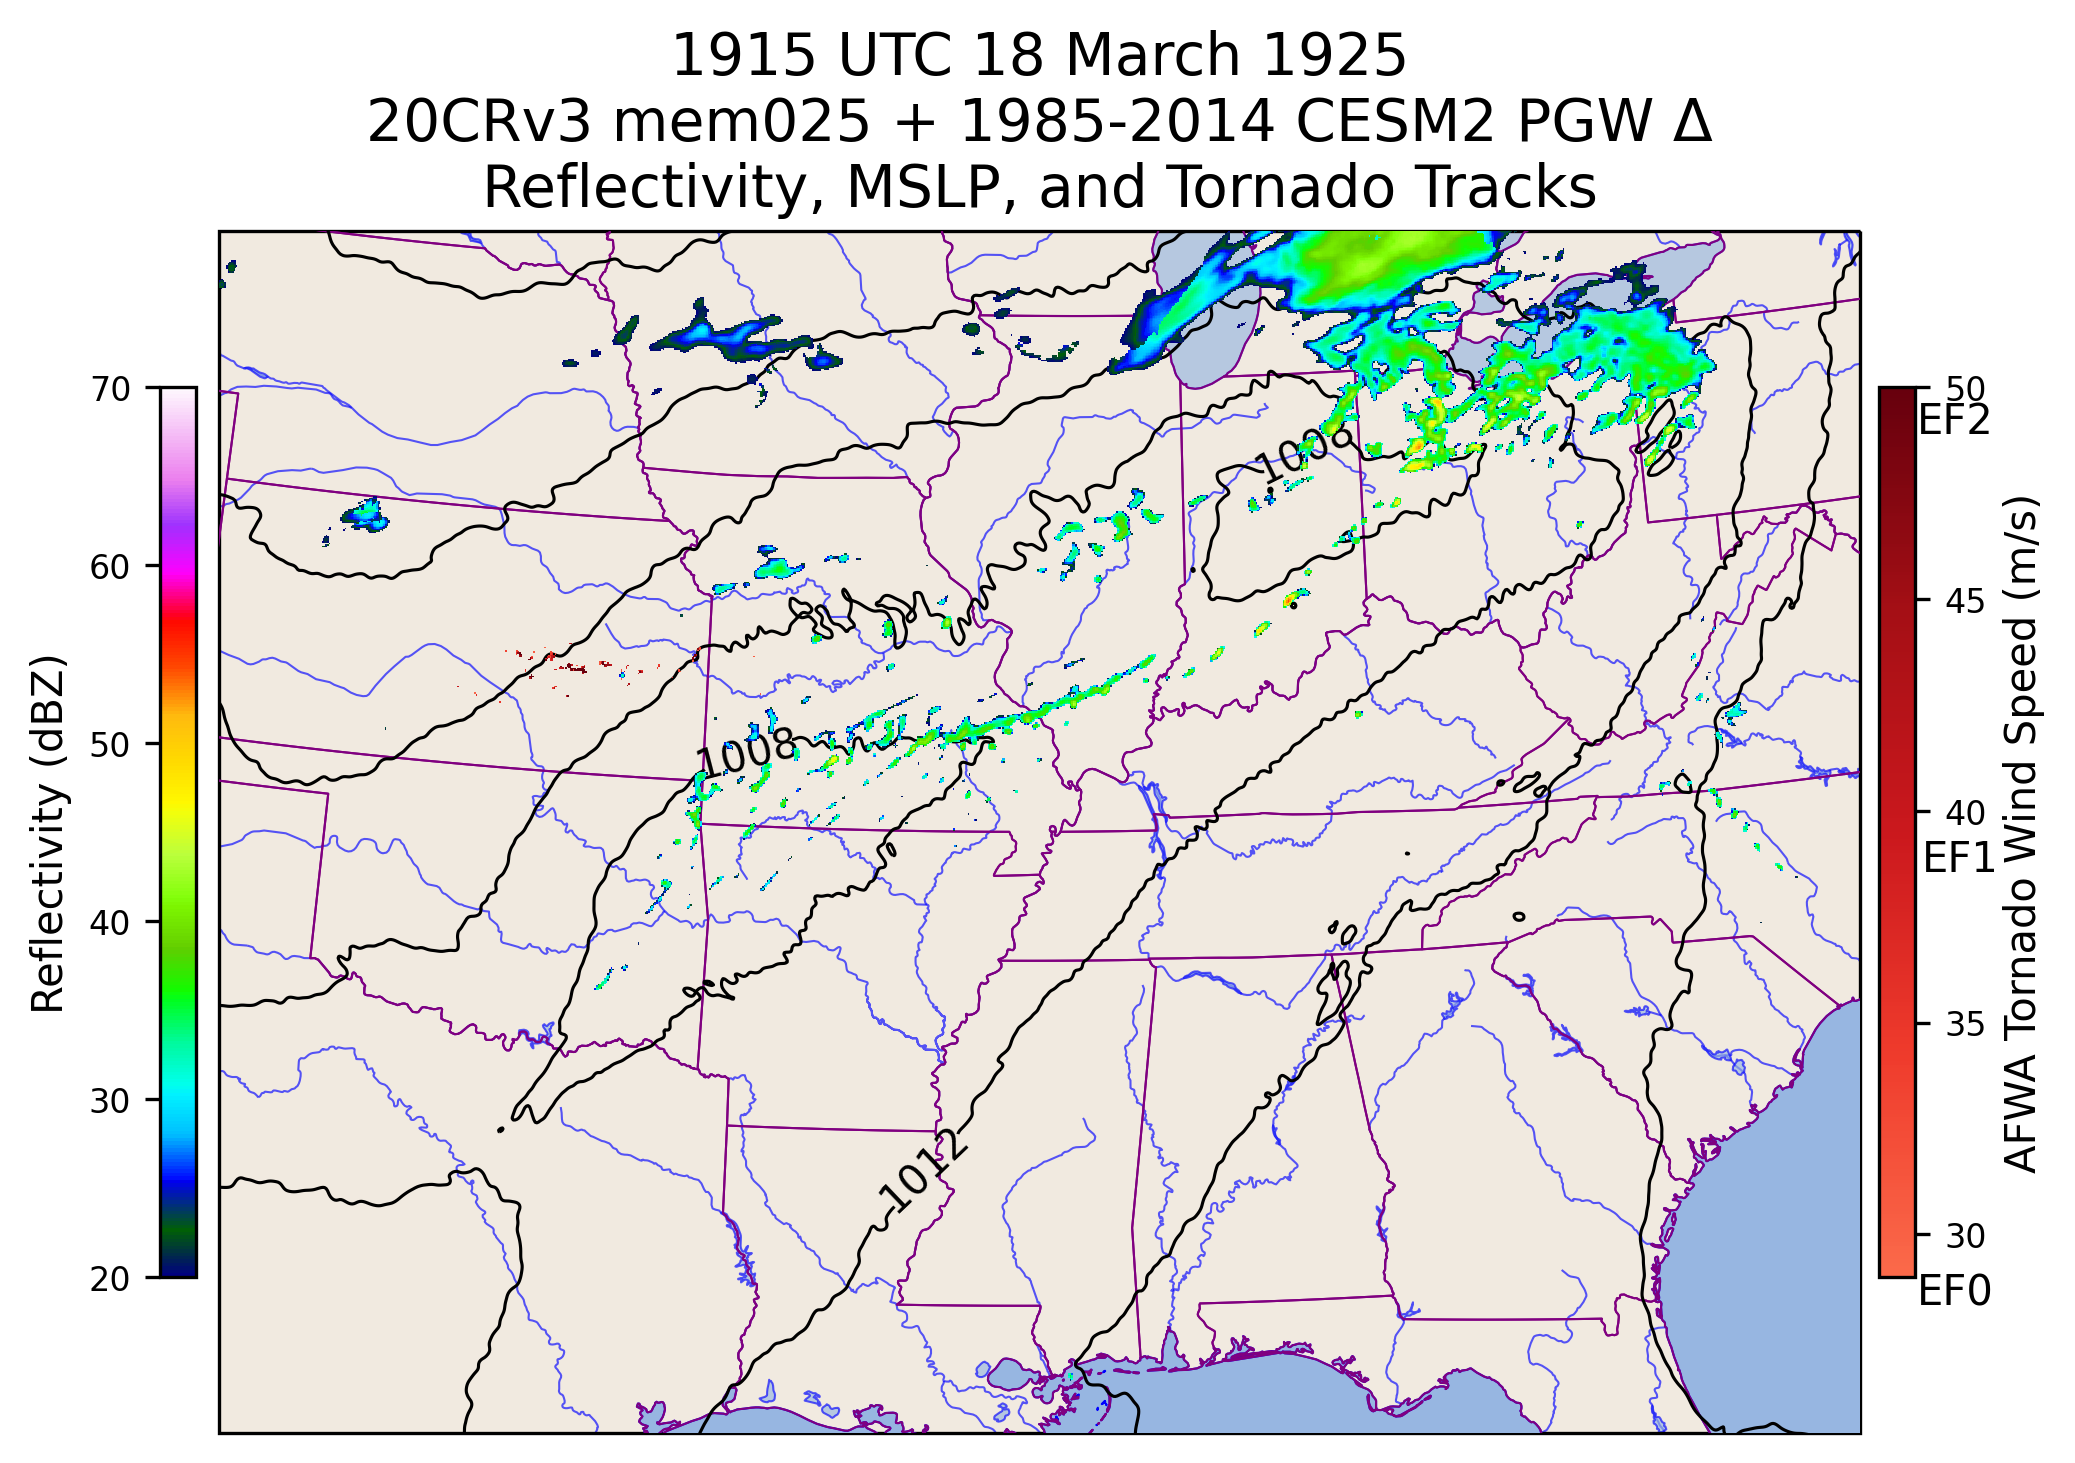 1915 UTC 18 March 1925
20CRv3 mem025 + 1985-2014 CESM2 PGW Δ
Reflectivity, MSLP, and Tornado Tracks
Reflectivity (dBZ)
70
60
50
40
30
20
1008
1008
1012
50
EF2
45
40
EF1
35
30
EF0
AFWA Tornado Wind Speed (m/s)